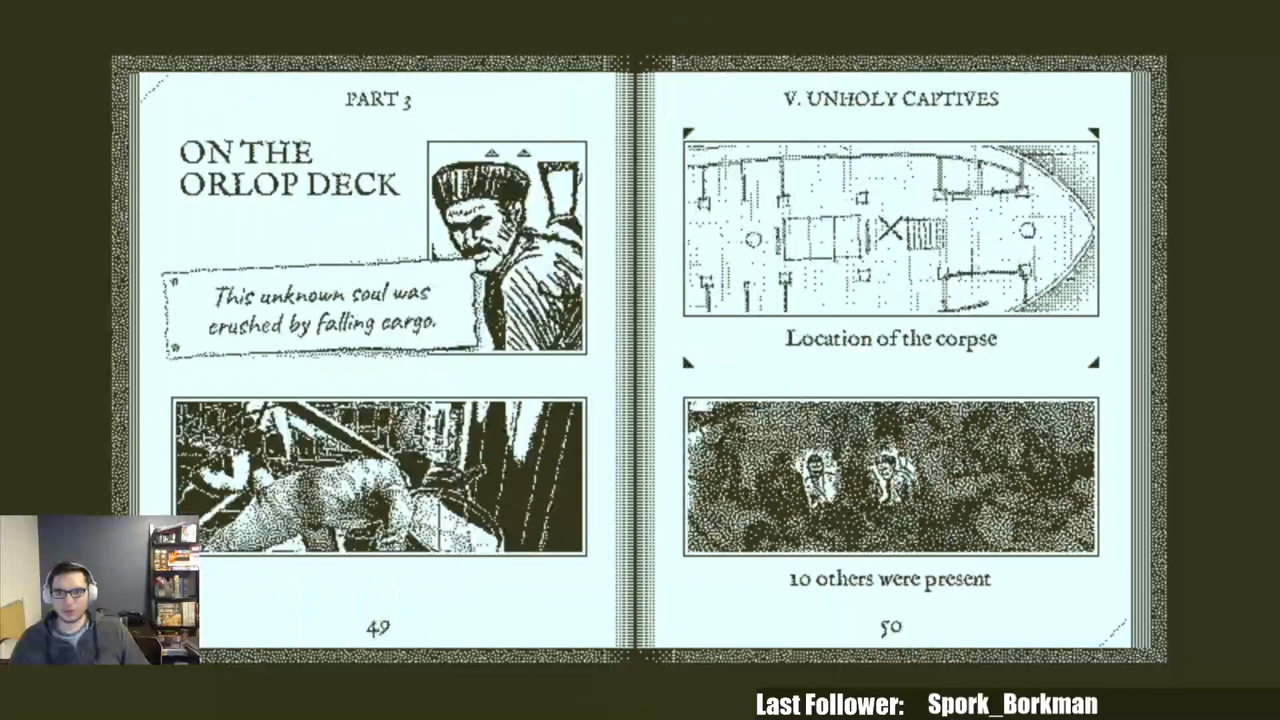 PART 3
ON THE
ORLOP DECK
This unknown soul was
crushed by falling cargo.
49
V. UNHOLY CAPTIVES
Location of the corpse
10 others were present
50
Last Follower: Spork_Borkman